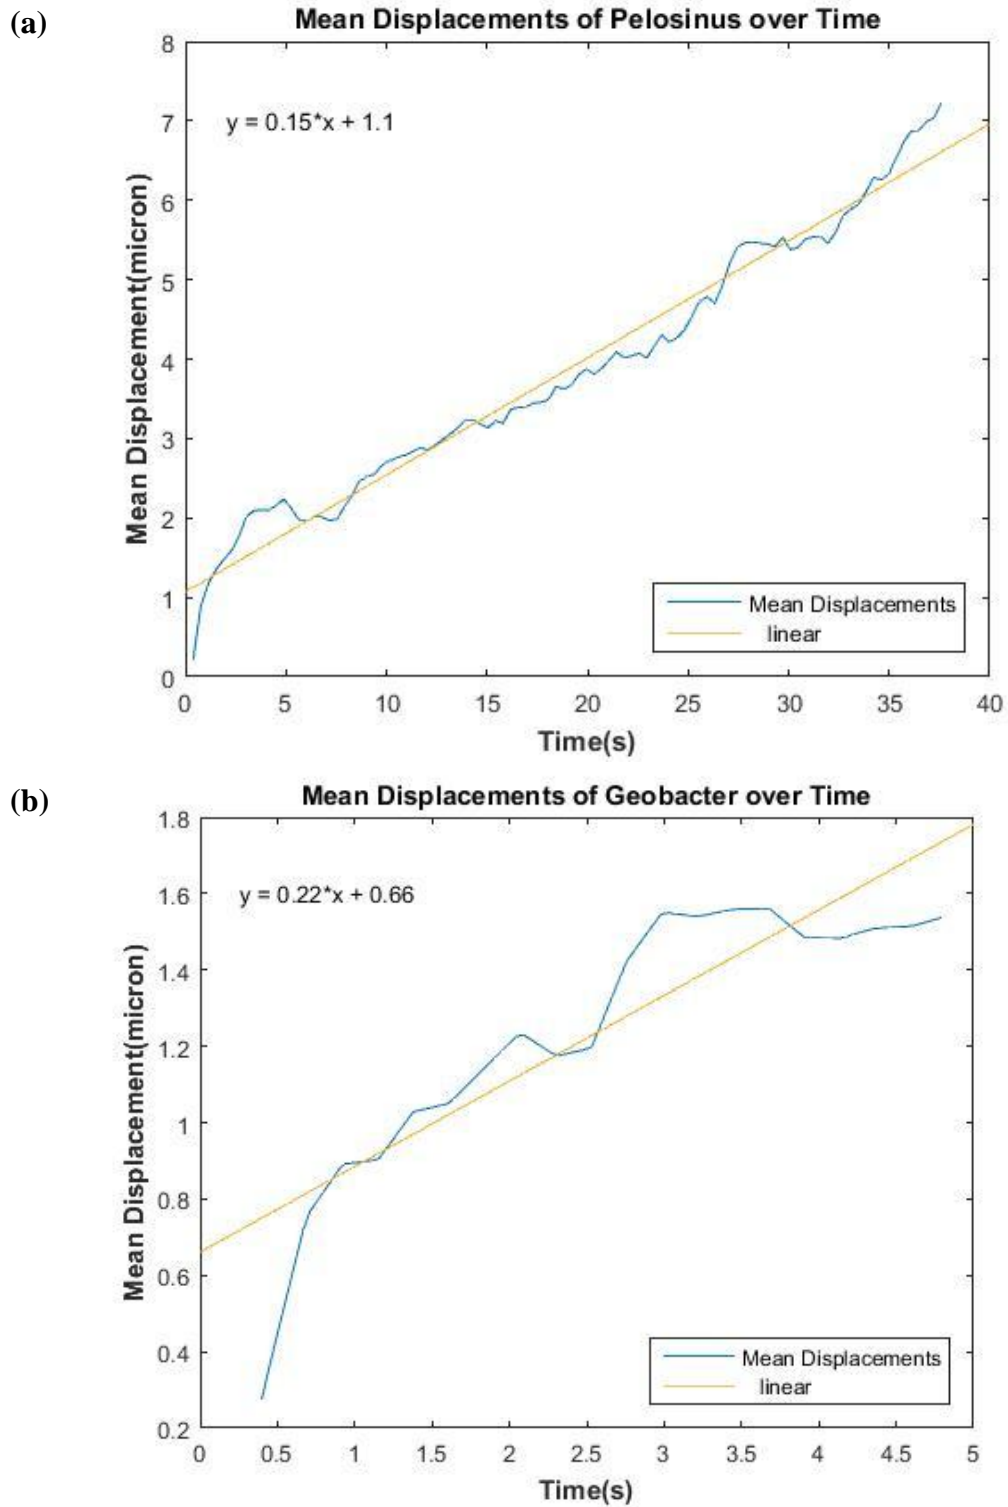 (a)
Mean Displacements of Pelosinus over Time
8
7
6
5
4
3
2
1
0
y = 0.15*x + 1.1
Mean Displacement(micron)
Mean Displacements
linear
0 5 10 15 20 25 30 35 40
Time(s)
(b)
Mean Displacements of Geobacter over Time
1.8
1.6
1.4
1.2
1
0.8
0.6
0.4
0.2
y = 0.22*x + 0.66
Mean Displacement(micron)
Mean Displacements
linear
0 0.5 1 1.5 2 2.5 3 3.5 4 4.5 5
Time(s)